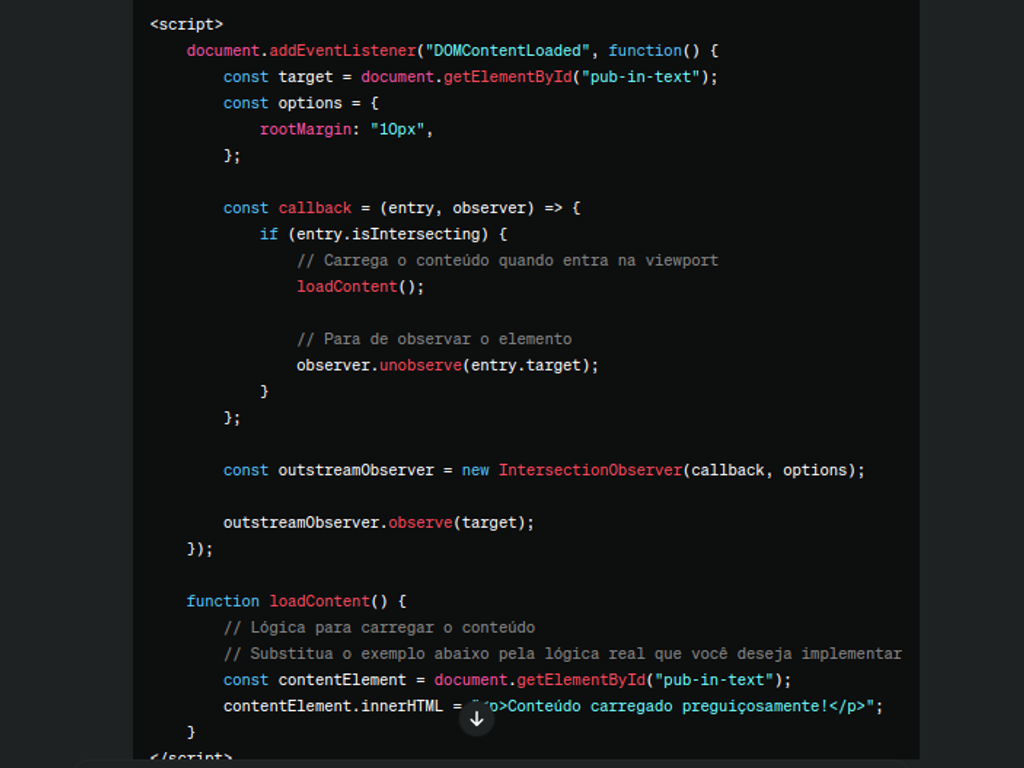 <script>
document.addEventListener("DOMContentLoaded", function() {
const target = document.getElementById("pub-in-text");
const options = {
rootMargin: "10px",
};
const callback = (entry, observer) => {
if (entry.isIntersecting) {
// Carrega o conteúdo quando entra na viewport
loadContent();
// Para de observar o elemento
observer.unobserve(entry.target);
}
};
const outstreamObserver = new IntersectionObserver(callback, options);
outstreamObserver.observe(target);
});
function loadContent() {
// Lógica para carregar o conteúdo
// Substitua o exemplo abaixo pela lógica real que você deseja implementar
const contentElement = document.getElementById("pub-in-text");
contentElement.innerHTML = "<p>Conteúdo carregado preguiçosamente!</p>";
}
</script>